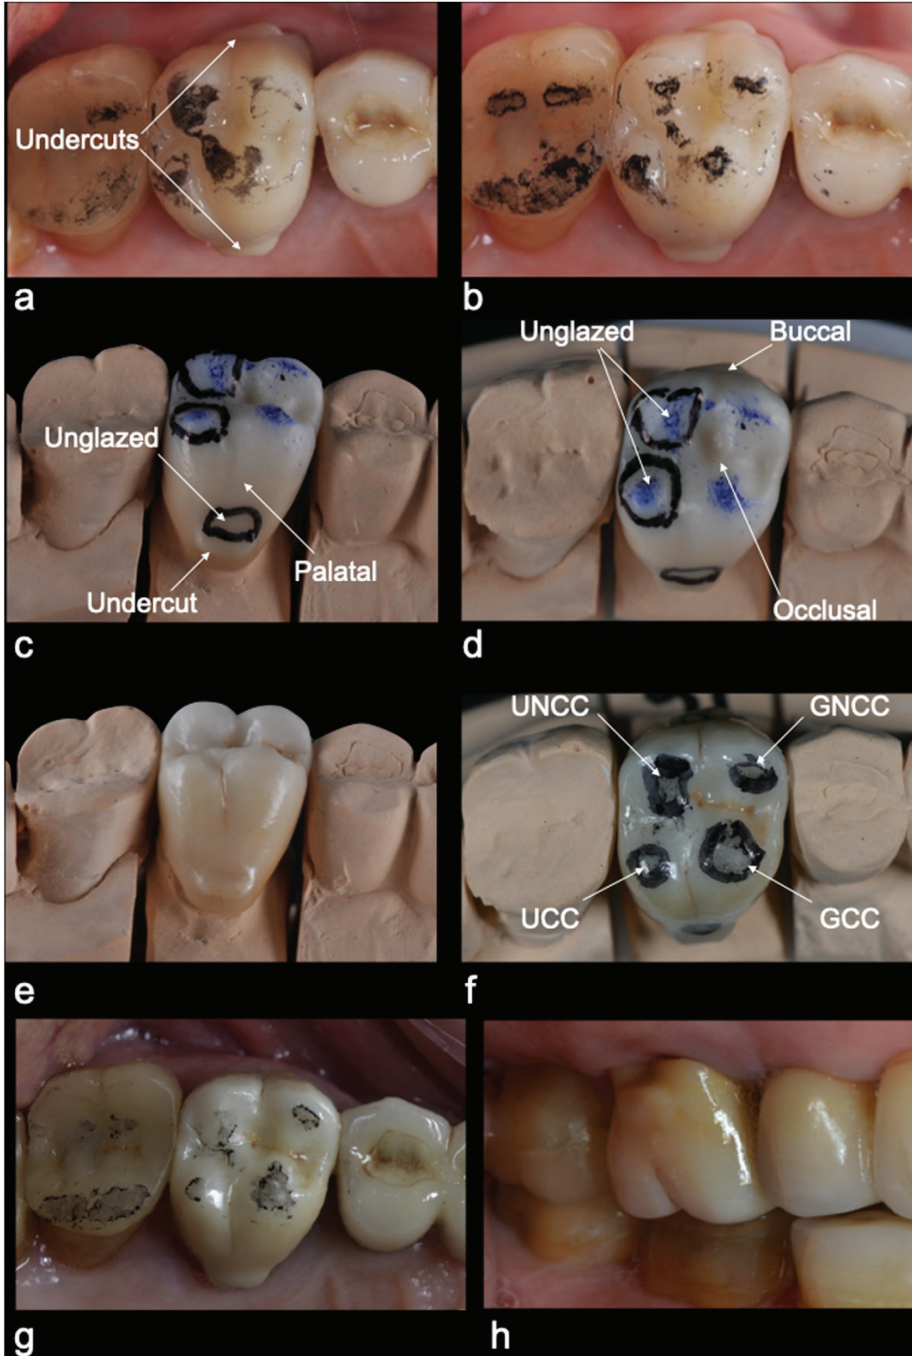 Undercuts
a
b
Unglazed
Palatal
Undercut
c
Unglazed
Buccal
Occlusal
d
e
UNCC
GNCC
UCC
GCC
f
g
h